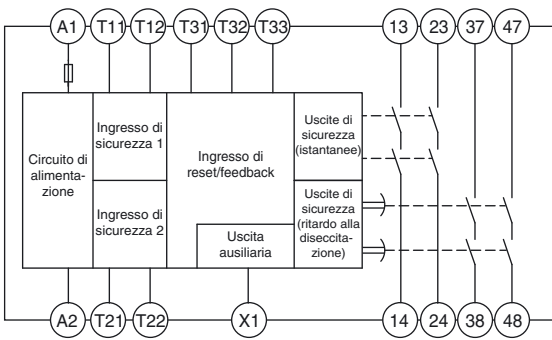 A1 T11 T12 T31 T32 T33 13 23 37 47
Circuito di
alimenta-
zione
Ingresso di
sicurezza 1
Ingresso di
sicurezza 2
Ingresso di
reset/feedback
Uscita
ausiliaria
Uscite di
sicurezza
(istantanee)
Uscite di
sicurezza
(ritardo alla
diseccita-
zione)
A2 T21 T22 X1 14 24 38 48